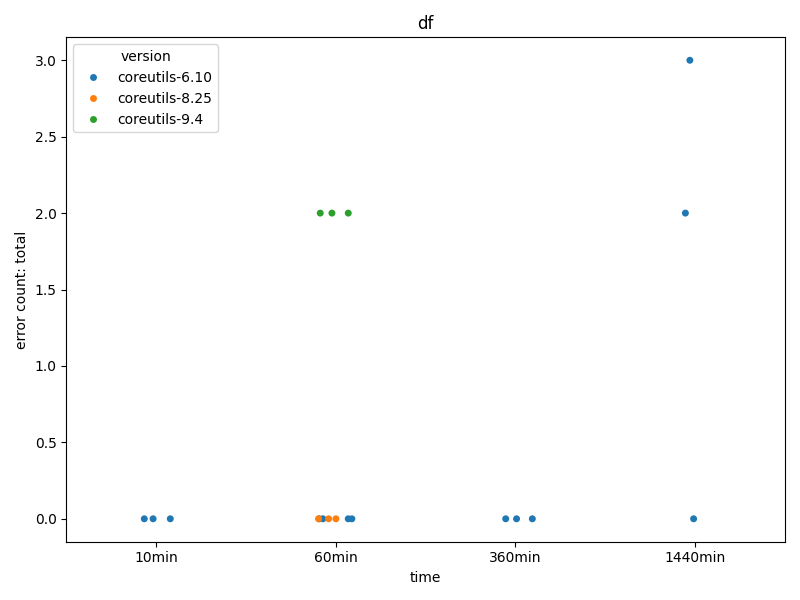 df
version
coreutils-6.10
coreutils-8.25
coreutils-9.4
error count: total
3.0
2.5
2.0
1.5
1.0
0.5
0.0
10min 60min 360min 1440min
time